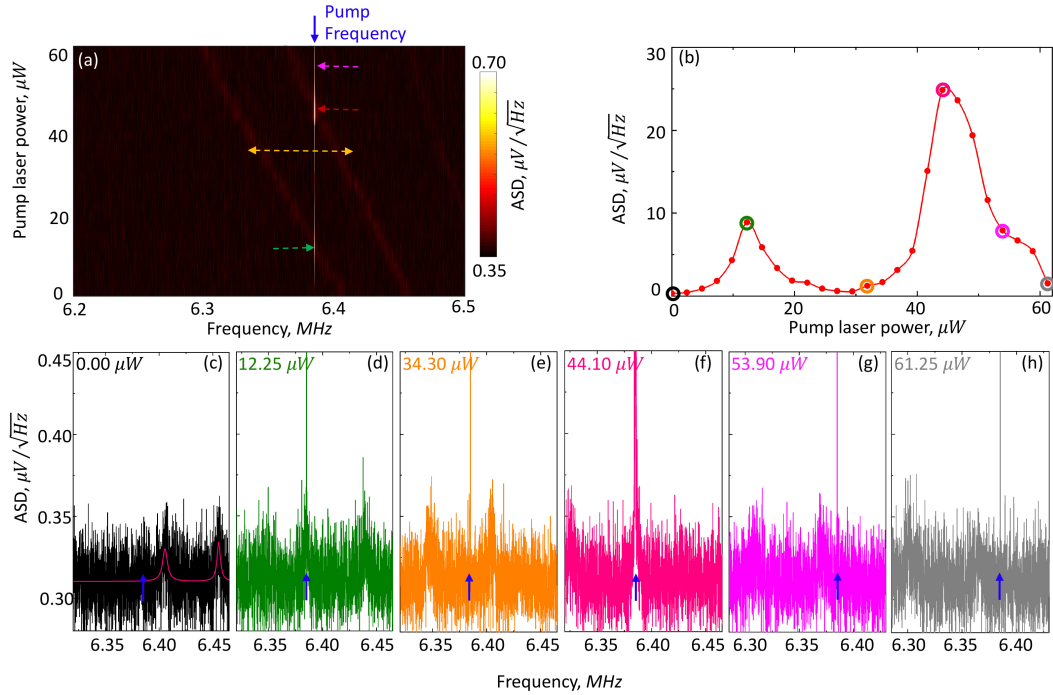 Pump
Frequency
(a)
Pump laser power, μW
60
40
20
0
6.2
6.3
6.4
6.5
Frequency, MHz
0.70
0.35
ASD, μV/√Hz
(b)
ASD, μV/√Hz
30
20
10
0
0
20
40
60
Pump laser power, μW
ASD, μV/√Hz
0.45
0.40
0.35
0.30
0.00 μW (c)
12.25 μW (d)
34.30 μW (e)
44.10 μW (f)
53.90 μW (g)
61.25 μW (h)
6.35 6.40 6.45
6.35 6.40 6.45
6.35 6.40 6.45
6.35 6.40 6.45
6.30 6.35 6.40
6.30 6.35 6.40
Frequency, MHz